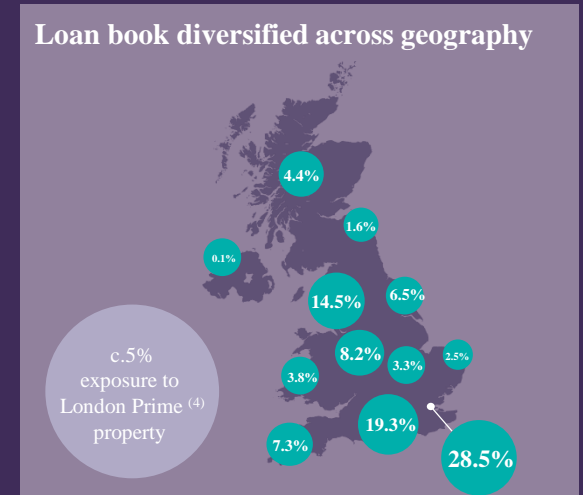 Loan book diversified across geography
4.4%
1.6%
0.1%
14.5%
6.5%
8.2%
3.3%
2.5%
3.8%
19.3%
7.3%
28.5%
c.5%
exposure to
London Prime (4)
property